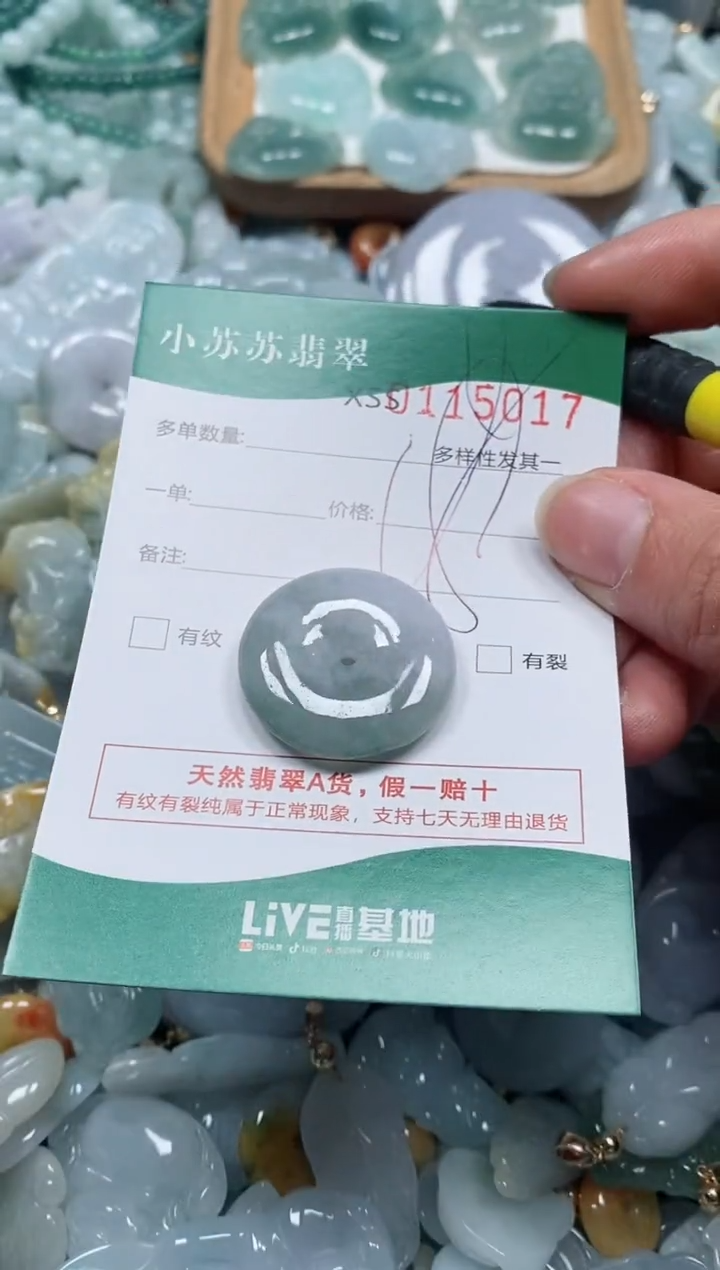 小苏苏翡翠
XSS0115017
多单数量:
多样性发其一
一单:
价格:
备注:
有纹
有裂
天然翡翠A货，假一赔十
有纹有裂纯属于正常现象，支持七天无理由退货
LiVE直播基地